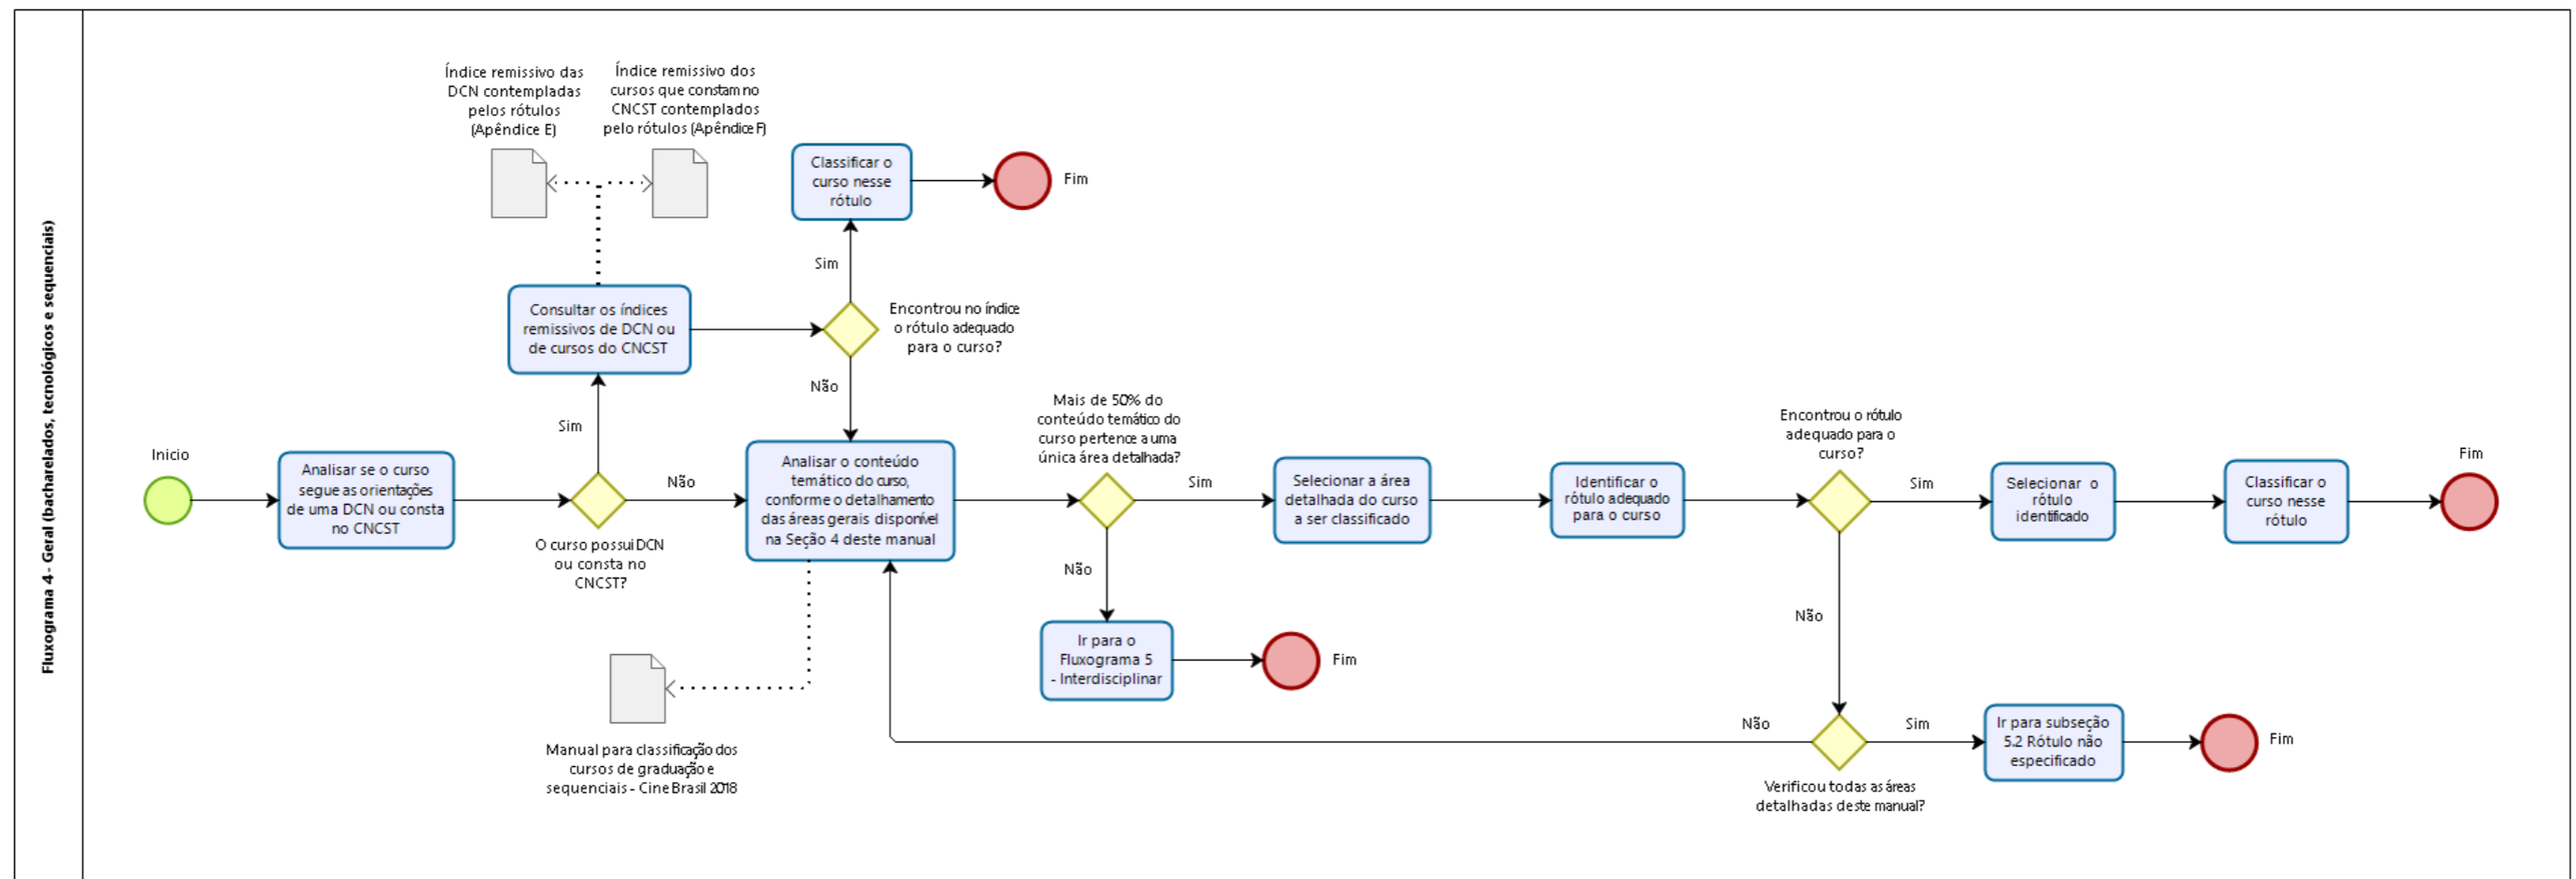 Fluxograma 4 - Geral (bacharelados, tecnológicos e sequenciais)
Índice remissivo das
DCN contempladas
pelos rótulos
(Apêndice E)
Índice remissivo dos
cursos que constam no
CNCST contemplados
pelo rótulos (Apêndice F)
Classificar o
curso nesse
rótulo
Fim
Sim
Consultar os índices
remissivos de DCN ou
de cursos do CNCST
Encontrou no índice
o rótulo adequado
para o curso?
Não
Sim
Inicio
Analisar se o curso
segue as orientações
de uma DCN ou consta
no CNCST
O curso possui DCN
ou consta no
CNCST?
Não
Analisar o conteúdo
temático do curso,
conforme o detalhamento
das áreas gerais disponível
na Seção 4 deste manual
Mais de 50% do
conteúdo temático do
curso pertence a uma
única área detalhada?
Sim
Selecionar a área
detalhada do curso
a ser classificado
Identificar o
rótulo adequado
para o curso
Encontrou o rótulo
adequado para o
curso?
Sim
Selecionar o
rótulo
identificado
Classificar o
curso nesse
rótulo
Fim
Não
Ir para o
Fluxograma 5
- Interdisciplinar
Fim
Não
Manual para classificação dos
cursos de graduação e
sequenciais - Cine Brasil 2018
Não
Sim
Verificou todas as áreas
detalhadas deste manual?
Ir para subseção
5.2 Rótulo não
especificado
Fim